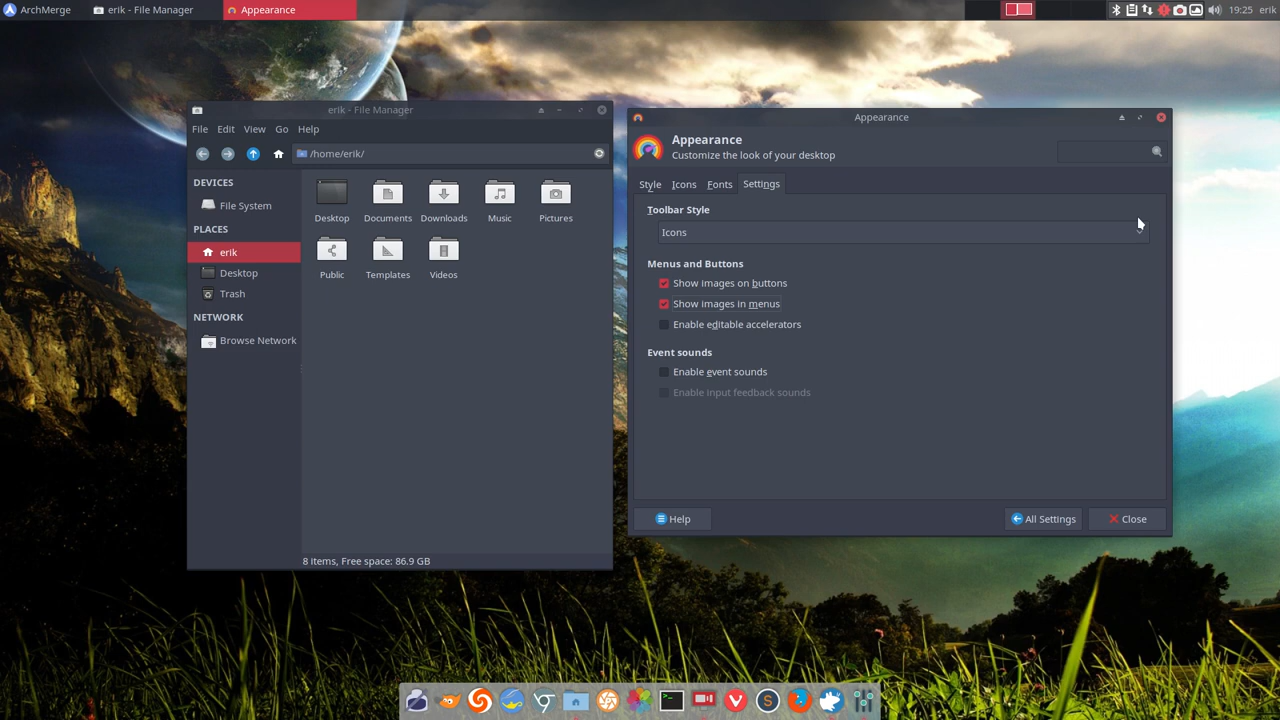 ArchMerge
erik - File Manager
Appearance
19:25 erik
erik - File Manager
File Edit View Go Help
/home/erik/
DEVICES
File System
PLACES
erik
Desktop
Trash
NETWORK
Browse Network
Desktop Documents Downloads Music Pictures
Public Templates Videos
8 items, Free space: 86.9 GB
Appearance
Appearance
Customize the look of your desktop
Style Icons Fonts Settings
Toolbar Style
Icons
Menus and Buttons
Show images on buttons
Show images in menus
Enable editable accelerators
Event sounds
Enable event sounds
Enable input feedback sounds
Help
All Settings
Close